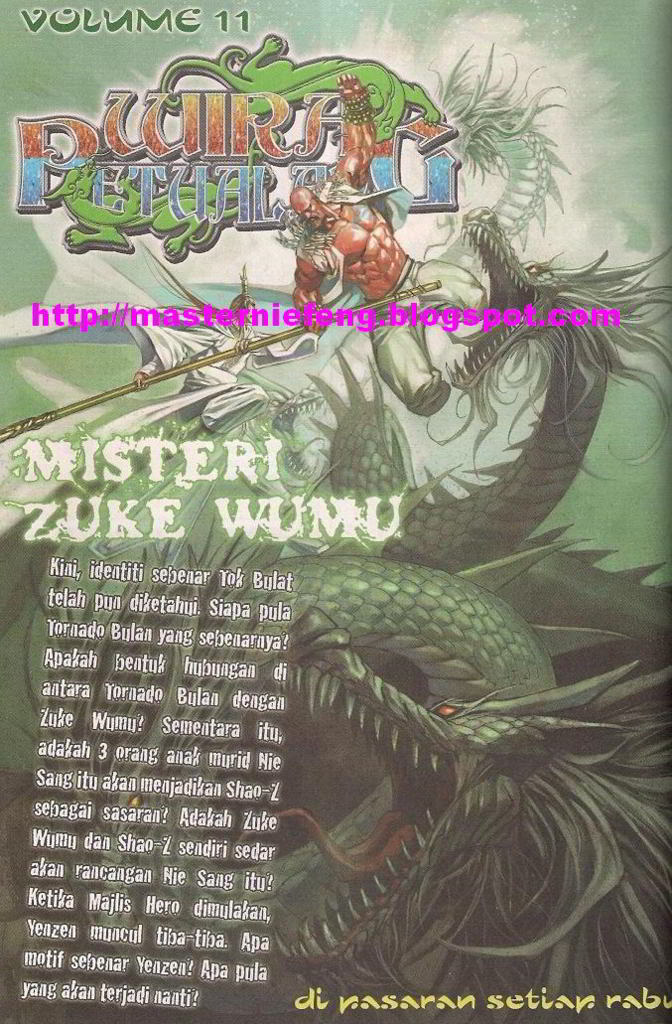 VOLUME 11
WIRA
PETUALANG
http://masterniefeng.blogspot.com
MISTERI
ZUKE WUMU
Kini, identiti sebenar Tok Bulat
telah pun diketahui. Siapa pula
Tornado Bulan yang sebenarnya?
Apakah bentuk hubungan di
antara Tornado Bulan dengan
Zuke Wumu? Sementara itu,
adakah 3 orang anak murid Nie
Sang itu akan menjadikan Shao-Z
sebagai sasaran? Adakah Zuke
Wumu dan Shao-Z sendiri sedar
akan rancangan Nie Sang itu?
Ketika Majlis Hero dimulakan,
Yenzen muncul tiba-tiba. Apa
motif sebenar Yenzen? Apa pula
yang akan terjadi nanti?
di pasaran setiap rabu